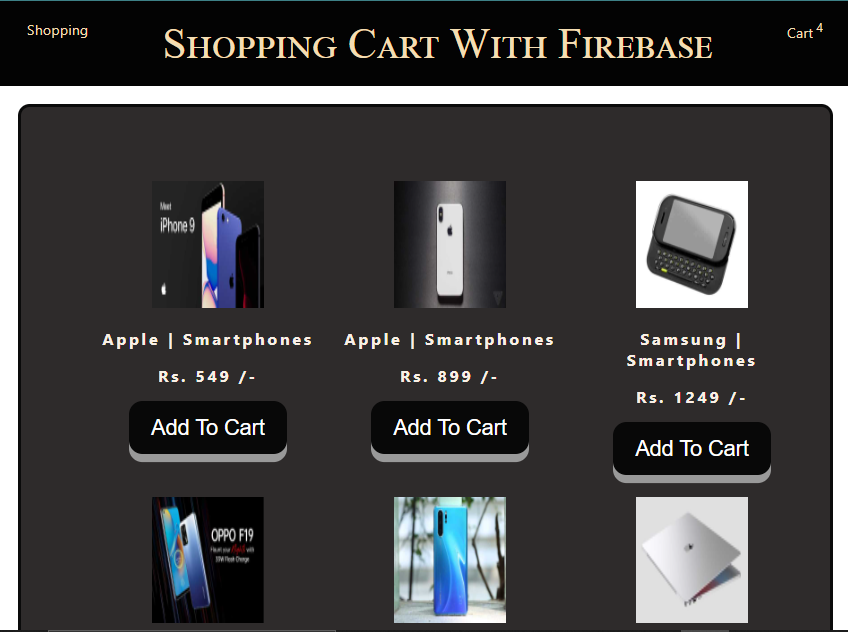 Shopping
Shopping Cart With Firebase
Cart 4
Meet
iPhone 9
Apple | Smartphones
Rs. 549 /-
Add To Cart
Apple | Smartphones
Rs. 899 /-
Add To Cart
Samsung |
Smartphones
Rs. 1249 /-
Add To Cart
OPPO F19